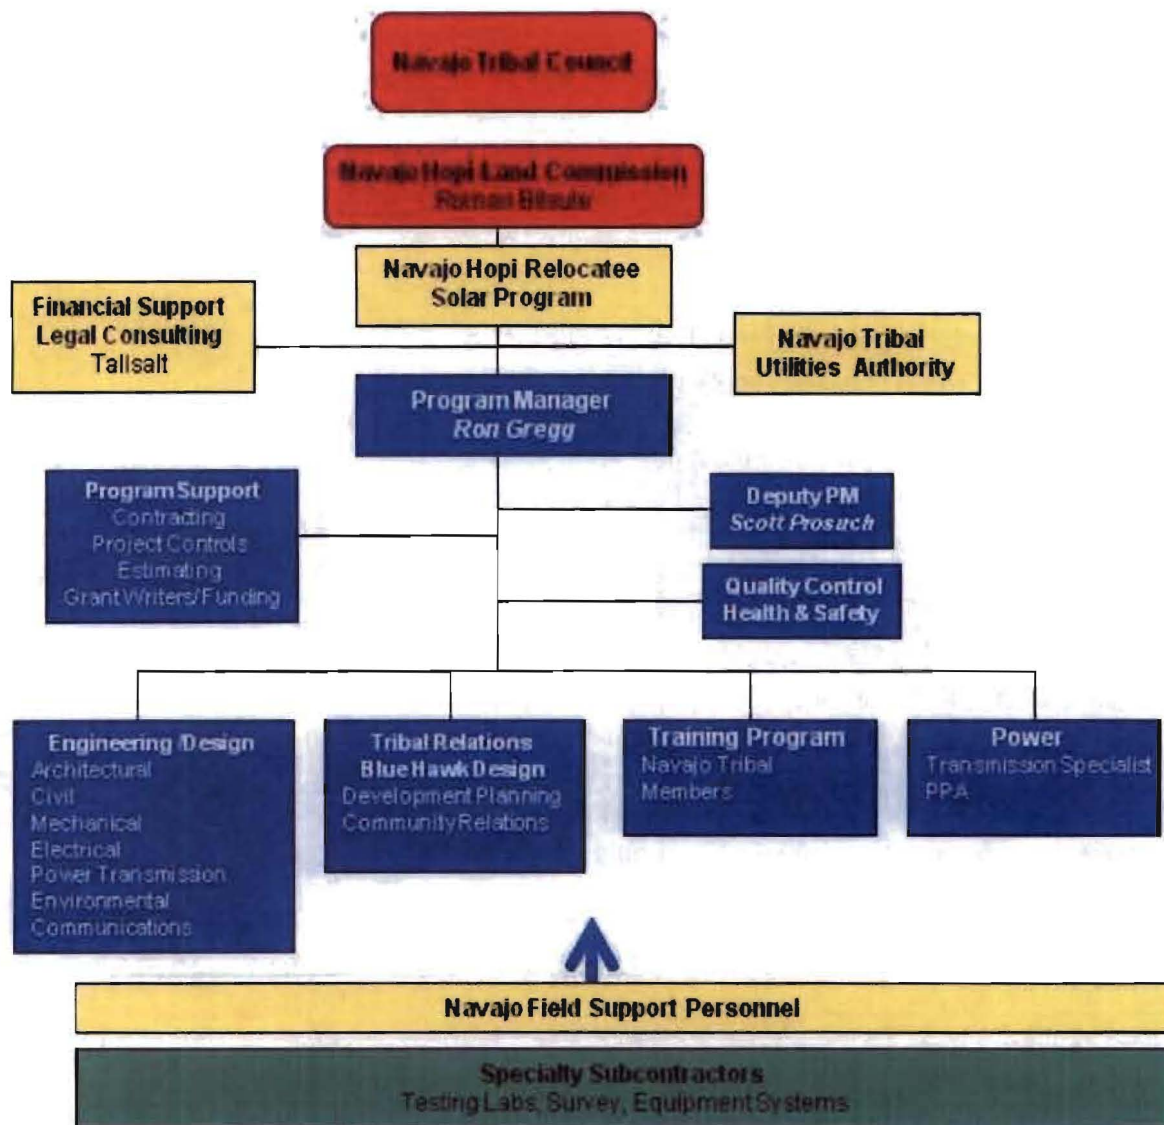 Navajo Tribal Council
Navajo Hopi Land Commission
Roman Bitsuie
Navajo Hopi Relocatee
Solar Program
Financial Support
Legal Consulting
Tallsalt
Navajo Tribal
Utilities Authority
Program Manager
Ron Gregg
Program Support
Contracting
Project Controls
Estimating
Grant Writers/Funding
Deputy PM
Scott Prosuch
Quality Control
Health & Safety
Engineering /Design
Architectural
Civil
Mechanical
Electrical
Power Transmission
Environmental
Communications
Tribal Relations
Blue Hawk Design
Development Planning
Community Relations
Training Program
Navajo Tribal
Members
Power
Transmission Specialist
PPA
Navajo Field Support Personnel
Specialty Subcontractors
Testing Labs, Survey, Equipment Systems